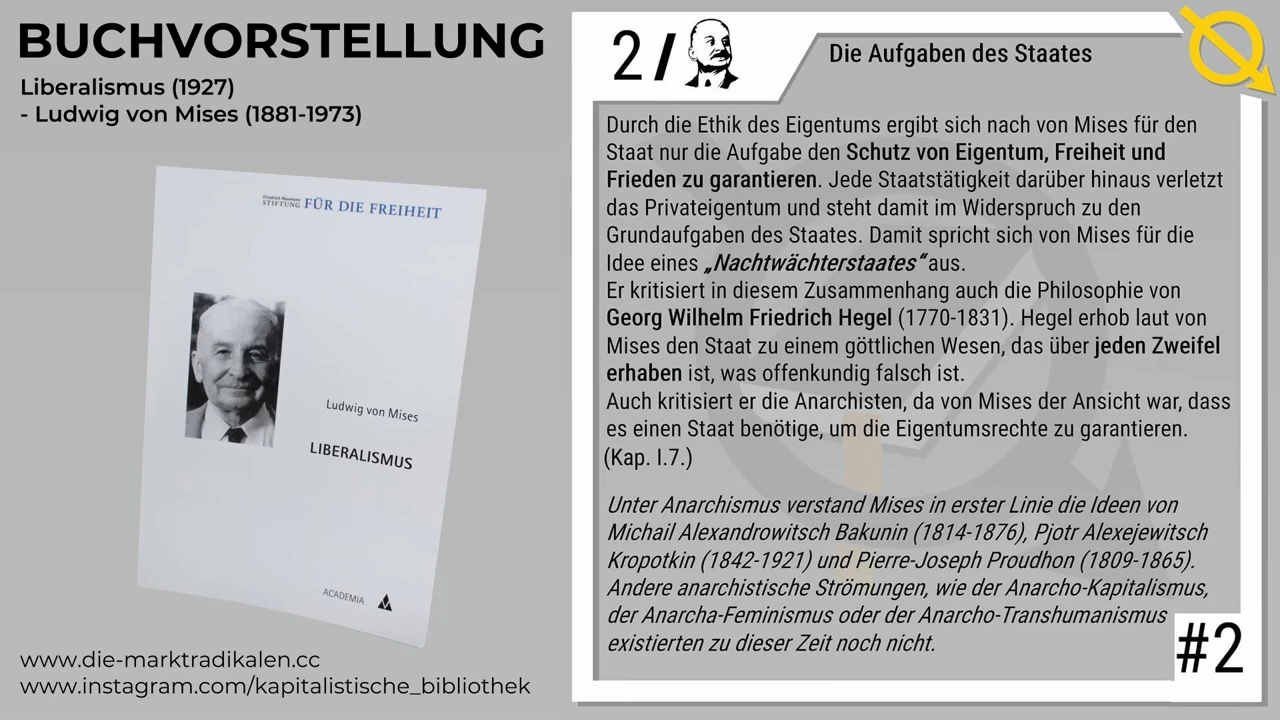 BUCHVORSTELLUNG
Liberalismus (1927)
- Ludwig von Mises (1881-1973)
Friedrich Naumann
STIFTUNG FÜR DIE FREIHEIT
Ludwig von Mises
LIBERALISMUS
ACADEMIA
www.die-marktradikalen.cc
www.instagram.com/kapitalistische_bibliothek
2/
Die Aufgaben des Staates
Durch die Ethik des Eigentums ergibt sich nach von Mises für den
Staat nur die Aufgabe den Schutz von Eigentum, Freiheit und
Frieden zu garantieren. Jede Staatstätigkeit darüber hinaus verletzt
das Privateigentum und steht damit im Widerspruch zu den
Grundaufgaben des Staates. Damit spricht sich von Mises für die
Idee eines „Nachtwächterstaates“ aus.
Er kritisiert in diesem Zusammenhang auch die Philosophie von
Georg Wilhelm Friedrich Hegel (1770-1831). Hegel erhob laut von
Mises den Staat zu einem göttlichen Wesen, das über jeden Zweifel
erhaben ist, was offenkundig falsch ist.
Auch kritisiert er die Anarchisten, da von Mises der Ansicht war, dass
es einen Staat benötige, um die Eigentumsrechte zu garantieren.
(Kap. I.7.)
Unter Anarchismus verstand Mises in erster Linie die Ideen von
Michail Alexandrowitsch Bakunin (1814-1876), Pjotr Alexejewitsch
Kropotkin (1842-1921) und Pierre-Joseph Proudhon (1809-1865).
Andere anarchistische Strömungen, wie der Anarcho-Kapitalismus,
der Anarcha-Feminismus oder der Anarcho-Transhumanismus
existierten zu dieser Zeit noch nicht.
#2